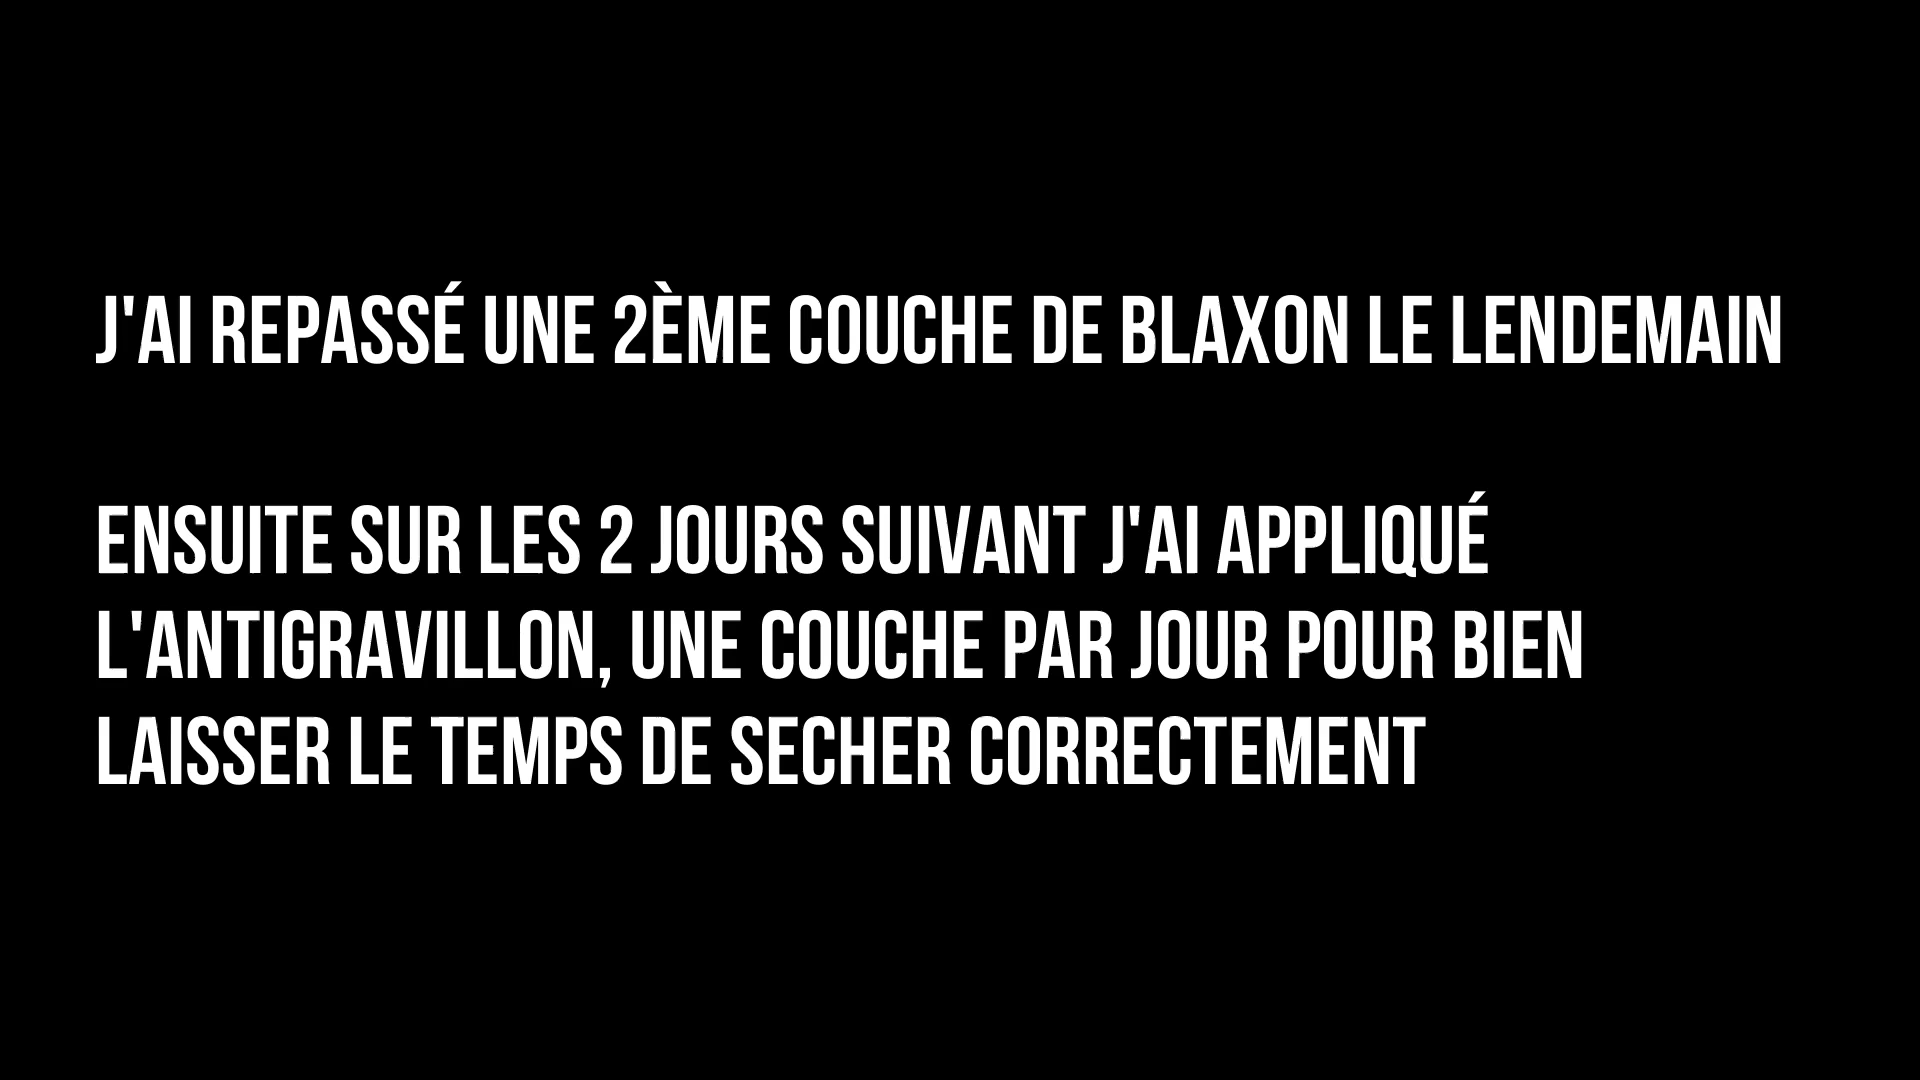 J'AI REPASSÉ UNE 2ÈME COUCHE DE BLAXON LE LENDEMAIN
ENSUITE SUR LES 2 JOURS SUIVANT J'AI APPLIQUÉ
L'ANTIGRAVILLON, UNE COUCHE PAR JOUR POUR BIEN
LAISSER LE TEMPS DE SECHER CORRECTEMENT